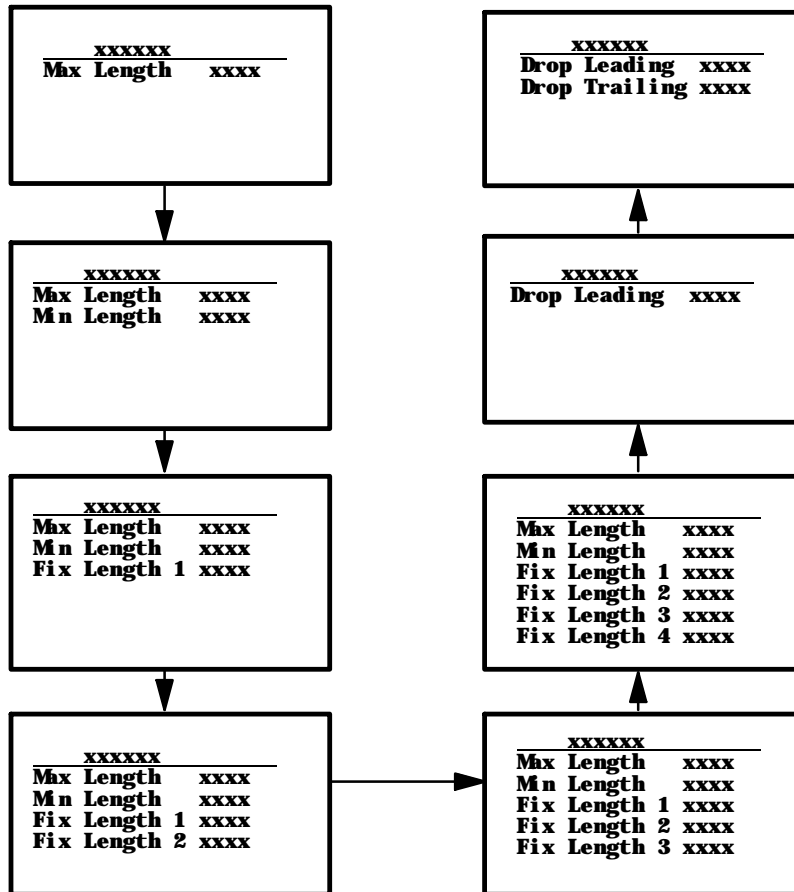 xxxxxx
Max Length xxxx
xxxxxx
Max Length xxxx
Min Length xxxx
xxxxxx
Max Length xxxx
Min Length xxxx
Fix Length 1 xxxx
xxxxxx
Max Length xxxx
Min Length xxxx
Fix Length 1 xxxx
Fix Length 2 xxxx
xxxxxx
Max Length xxxx
Min Length xxxx
Fix Length 1 xxxx
Fix Length 2 xxxx
Fix Length 3 xxxx
xxxxxx
Max Length xxxx
Min Length xxxx
Fix Length 1 xxxx
Fix Length 2 xxxx
Fix Length 3 xxxx
Fix Length 4 xxxx
xxxxxx
Drop Leading xxxx
xxxxxx
Drop Leading xxxx
Drop Trailing xxxx